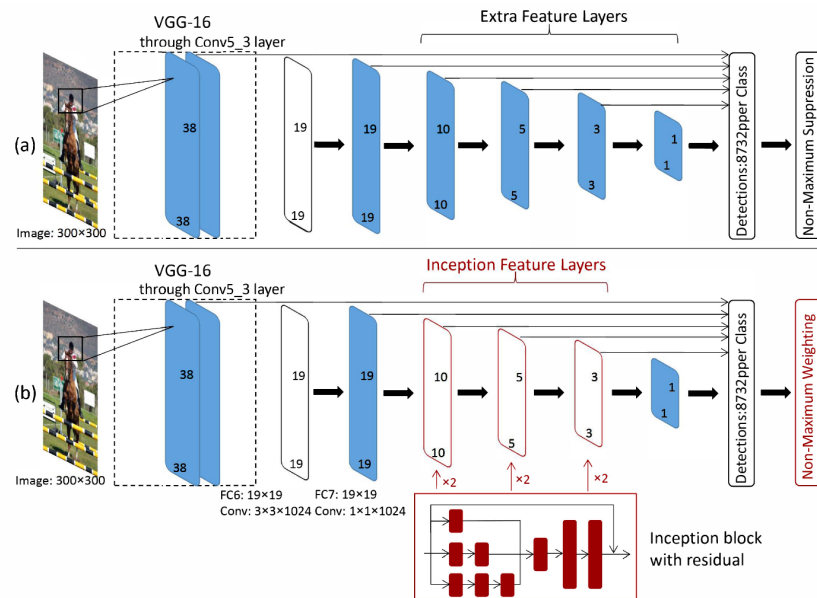 VGG-16
through Conv5_3 layer
Extra Feature Layers
(a)
38
38
19
19
19
19
10
10
5
5
3
3
1
1
Detections:8732pper Class
Non-Maximum Suppression
Image: 300×300
VGG-16
through Conv5_3 layer
Inception Feature Layers
(b)
38
38
19
19
19
19
10
10
5
5
3
3
1
1
Detections:8732pper Class
Non-Maximum Weighting
Image: 300×300
FC6: 19×19
Conv: 3×3×1024
FC7: 19×19
Conv: 1×1×1024
×2
×2
×2
Inception block
with residual